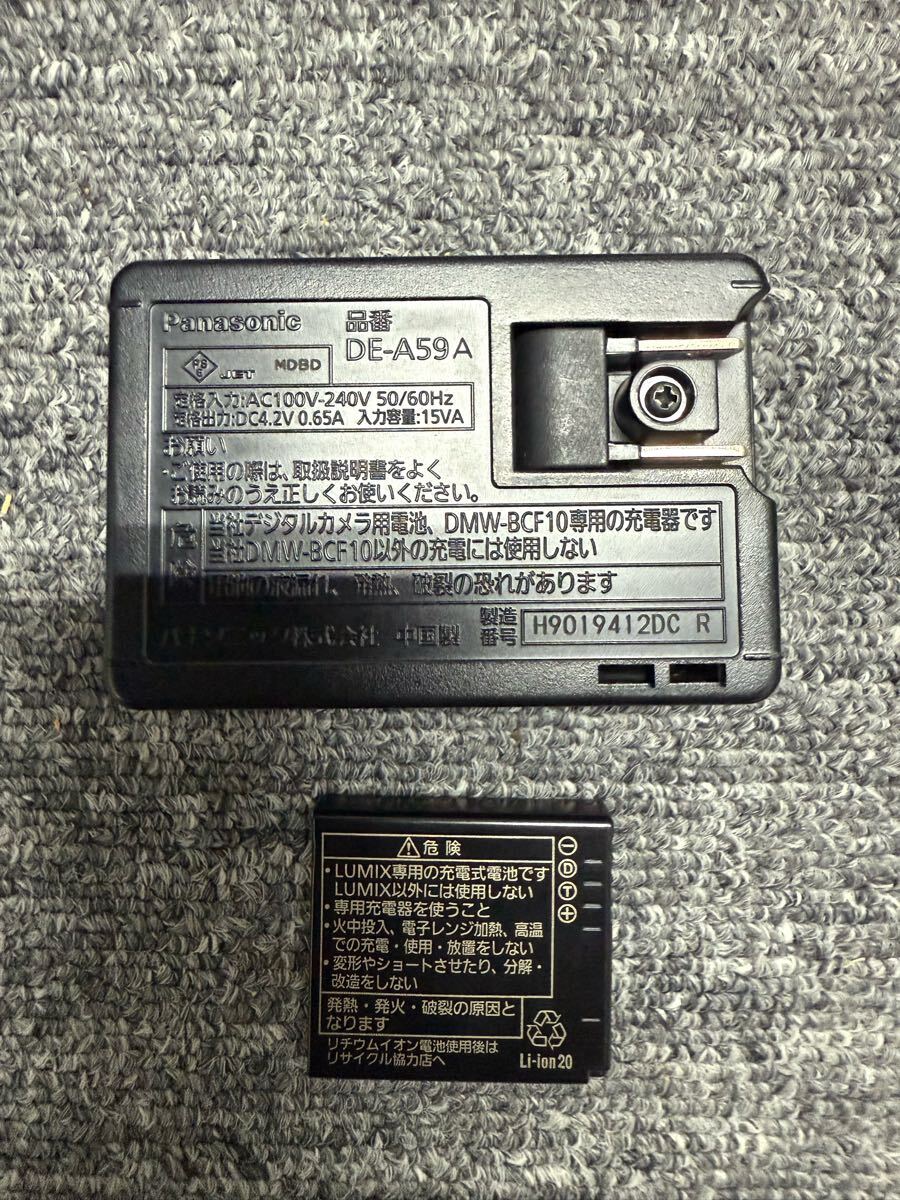 Panasonic 品番
DE-A59A
PS
E
JET MDBD
定格入力:AC100V-240V 50/60Hz
定格出力:DC4.2V 0.65A 入力容量:15VA
お願い
・ご使用の際は、取扱説明書をよく
お読みのうえ正しくお使いください。
危険
当社デジタルカメラ用電池、DMW-BCF10専用の充電器です
当社DMW-BCF10以外の充電には使用しない
電池の液漏れ、発熱、破裂の恐れがあります
パナソニック株式会社 中国製 製造番号 H9019412DC R
⚠危険
・LUMIX専用の充電式電池です
LUMIX以外には使用しない
・専用充電器を使うこと
・火中投入、電子レンジ加熱、高温
での充電・使用・放置をしない
・変形やショートさせたり、分解・
改造をしない
発熱・発火・破裂の原因と
なります
リチウムイオン電池使用後は
リサイクル協力店へ
−
D
T
+
Li-ion20